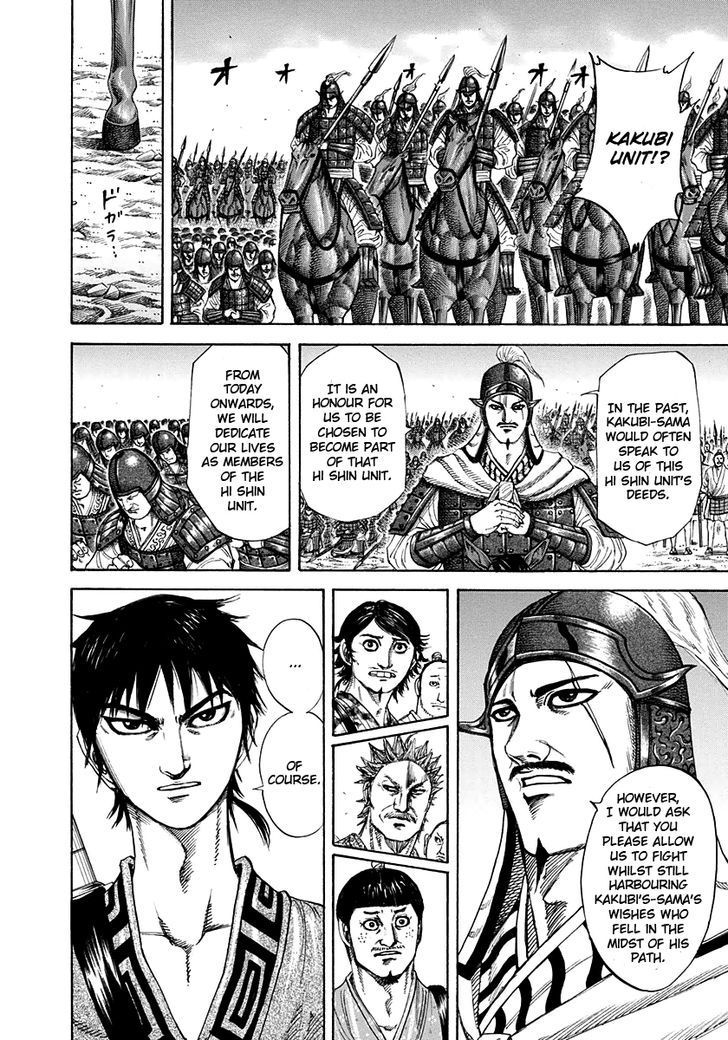 KAKUBI
UNIT!?
オ
オ
ドガラ…
IN THE PAST,
KAKUBI-SAMA
WOULD OFTEN
SPEAK TO
US OF THIS
HI SHIN UNIT'S
DEEDS.
IT IS AN
HONOUR FOR
US TO BE
CHOSEN TO
BECOME PART
OF THAT
HI SHIN UNIT.
FROM
TODAY
ONWARDS,
WE WILL
DEDICATE
OUR LIVES
AS MEMBERS
OF THE
HI SHIN
UNIT.
HOWEVER,
I WOULD ASK
THAT YOU
PLEASE ALLOW
US TO FIGHT
WHILST STILL
HARBOURING
KAKUBI'S-SAMA'S
WISHES WHO
FELL IN THE
MIDST OF HIS
PATH.
...
OF
COURSE.